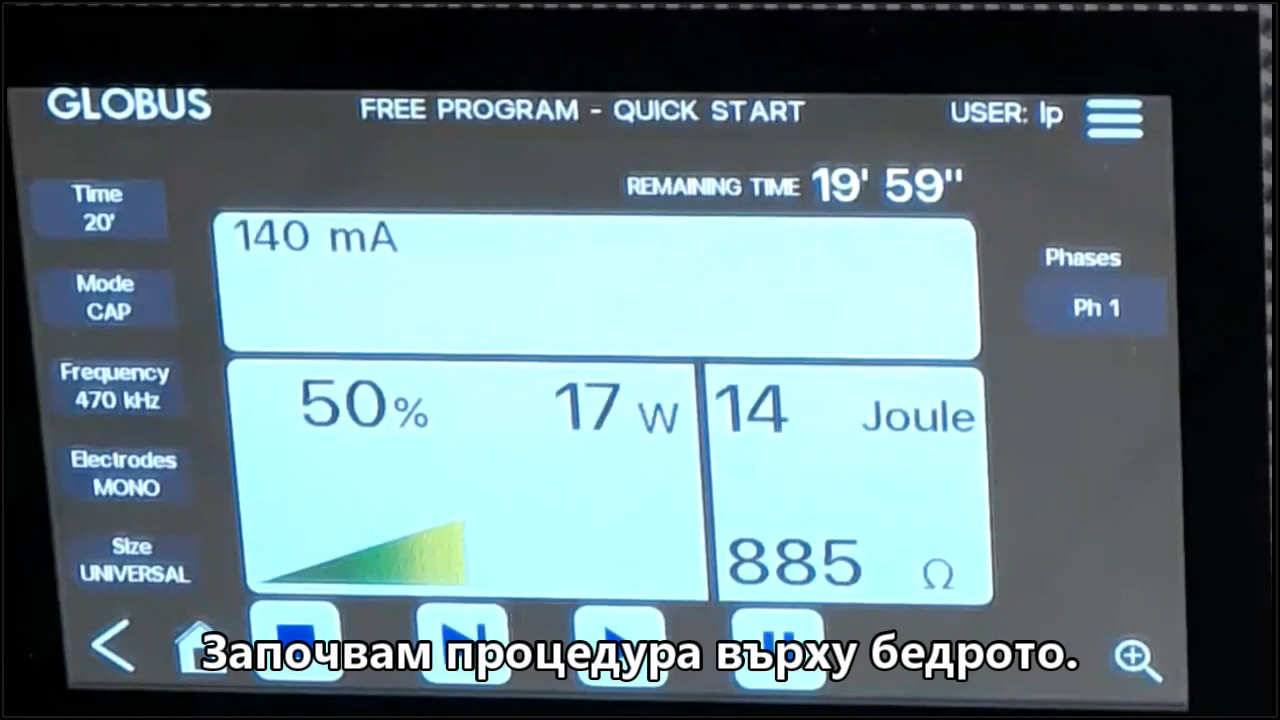 GLOBUS
FREE PROGRAM - QUICK START
USER: lp
REMAINING TIME 19' 59"
Time
20'
140 mA
Phases
Ph 1
Mode
CAP
Frequency
470 kHz
50% 17 W
14 Joule
Electrodes
MONO
Size
UNIVERSAL
885 Ω
Започвам процедура върху бедрото.